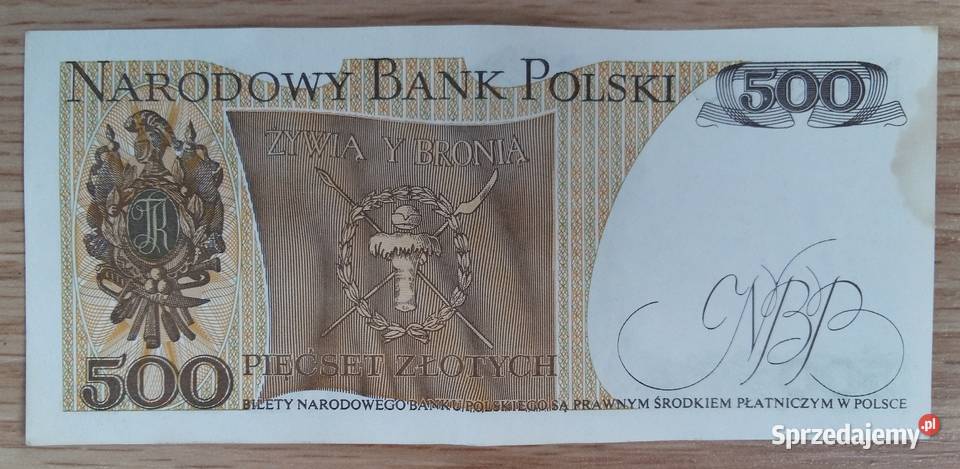 NARODOWY BANK POLSKI
500
ŻYWIĄ Y BRONIĄ
TK
NBP
PIĘĆSET ZŁOTYCH
500
BILETY NARODOWEGO BANKU POLSKIEGO SĄ PRAWNYM ŚRODKIEM PŁATNICZYM W POLSCE
Sprzedajemy.pl